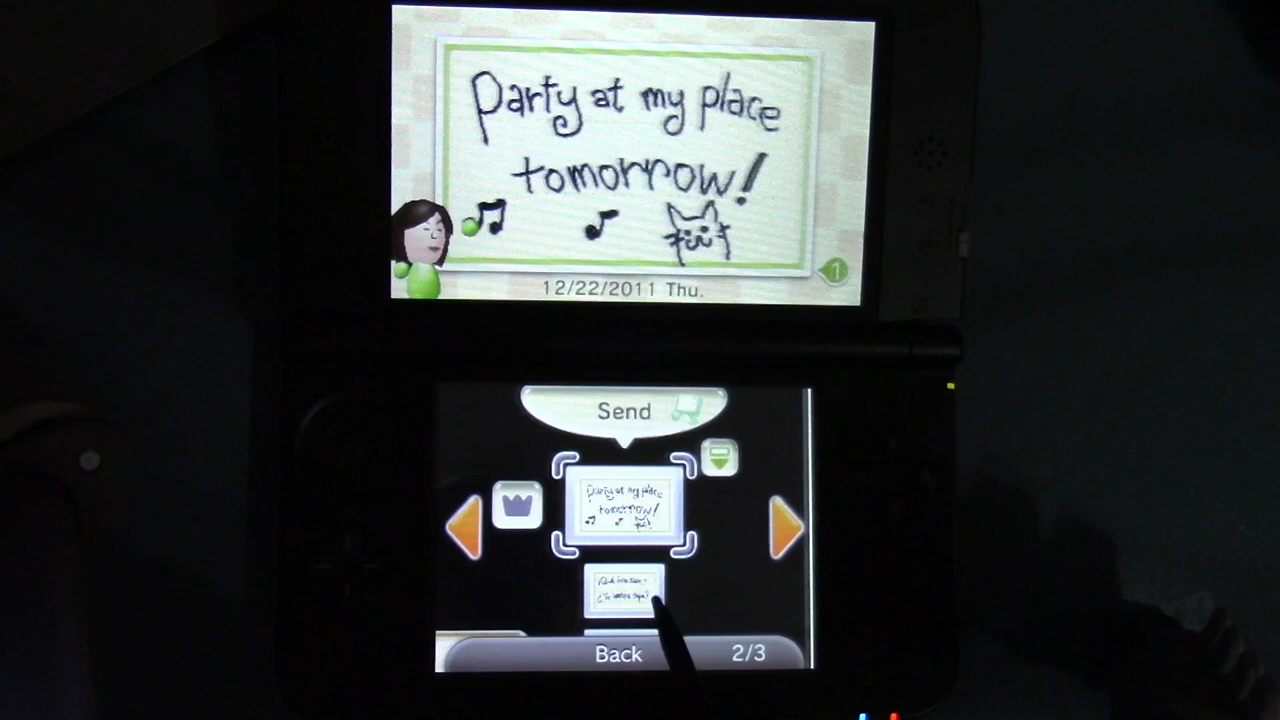 Party at my place
tomorrow!
1
12/22/2011 Thu.
Send
Party at my place
tomorrow!
Back
2/3